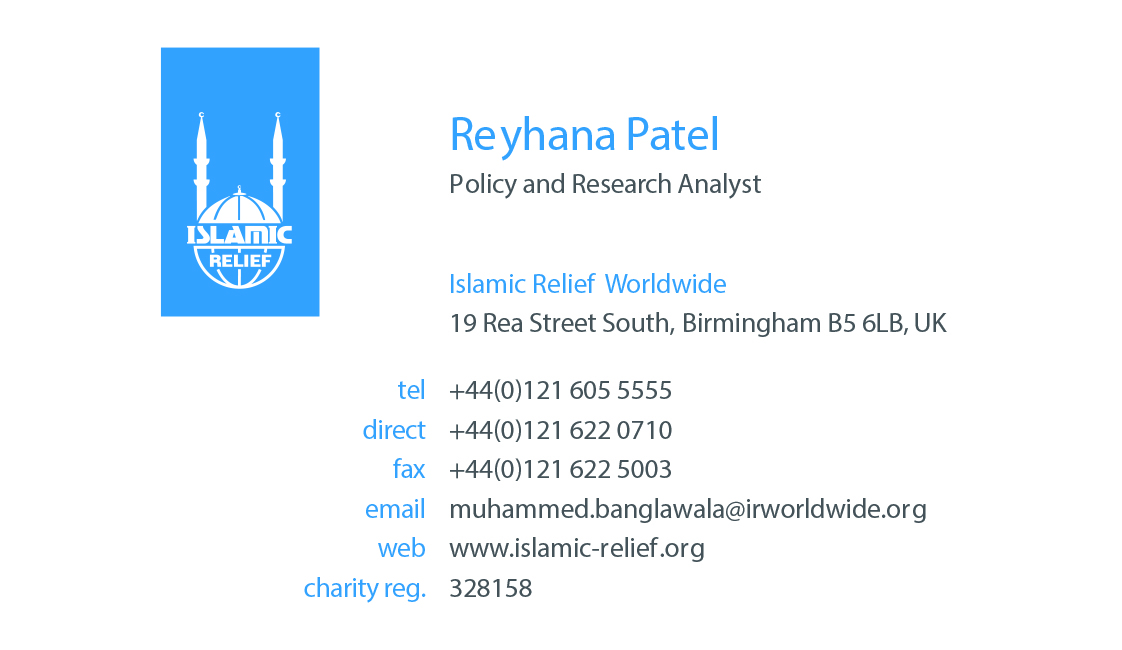 ISLAMIC
RELIEF
Reyhana Patel
Policy and Research Analyst
Islamic Relief Worldwide
19 Rea Street South, Birmingham B5 6LB, UK
tel +44(0)121 605 5555
direct +44(0)121 622 0710
fax +44(0)121 622 5003
email muhammed.banglawala@irworldwide.org
web www.islamic-relief.org
charity reg. 328158